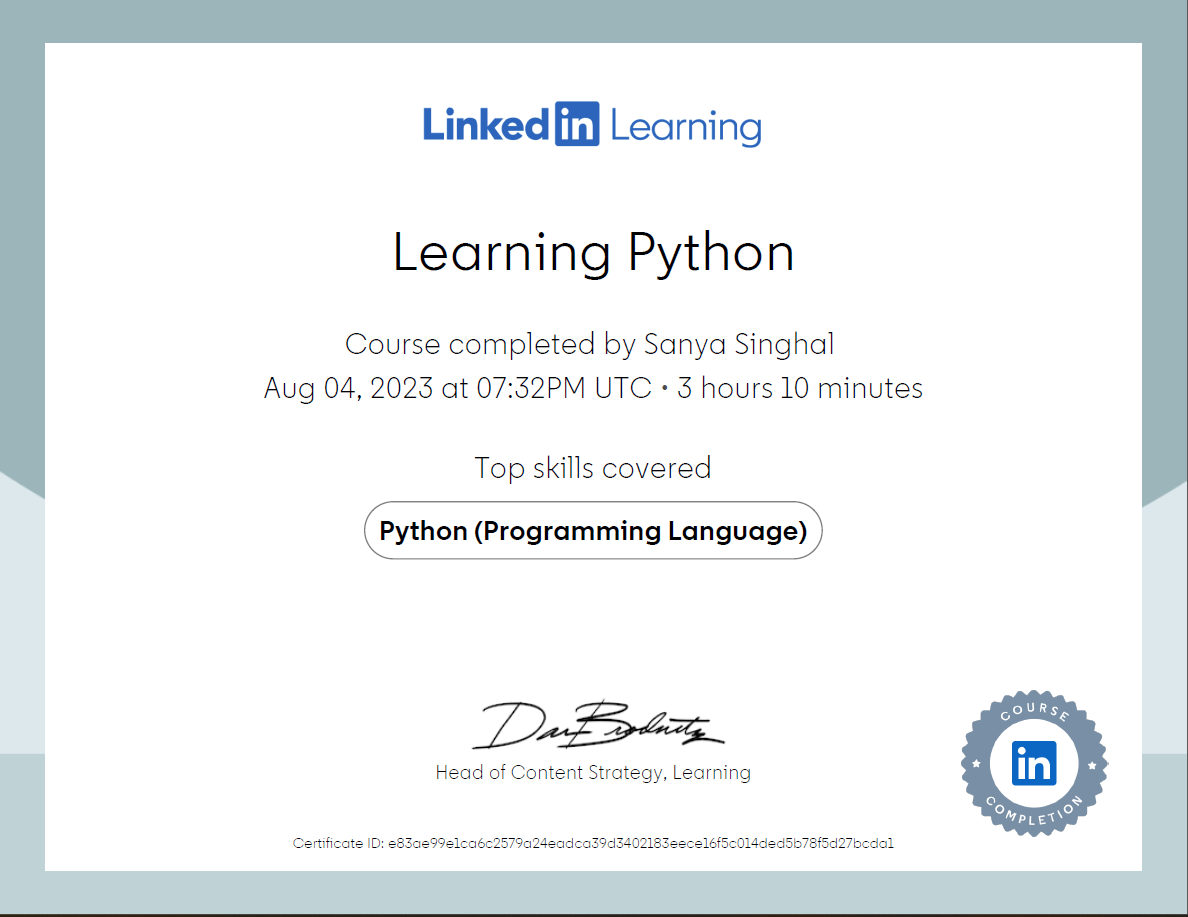 Linked in Learning
Learning Python
Course completed by Sanya Singhal
Aug 04, 2023 at 07:32PM UTC • 3 hours 10 minutes
Top skills covered
Python (Programming Language)
Dan Brodnitz
Head of Content Strategy, Learning
COURSE
in
COMPLETION
Certificate ID: e83ae99e1ca6c2579a24eadca39d3402183eece16f5c014ded5b78f5d27bcda1